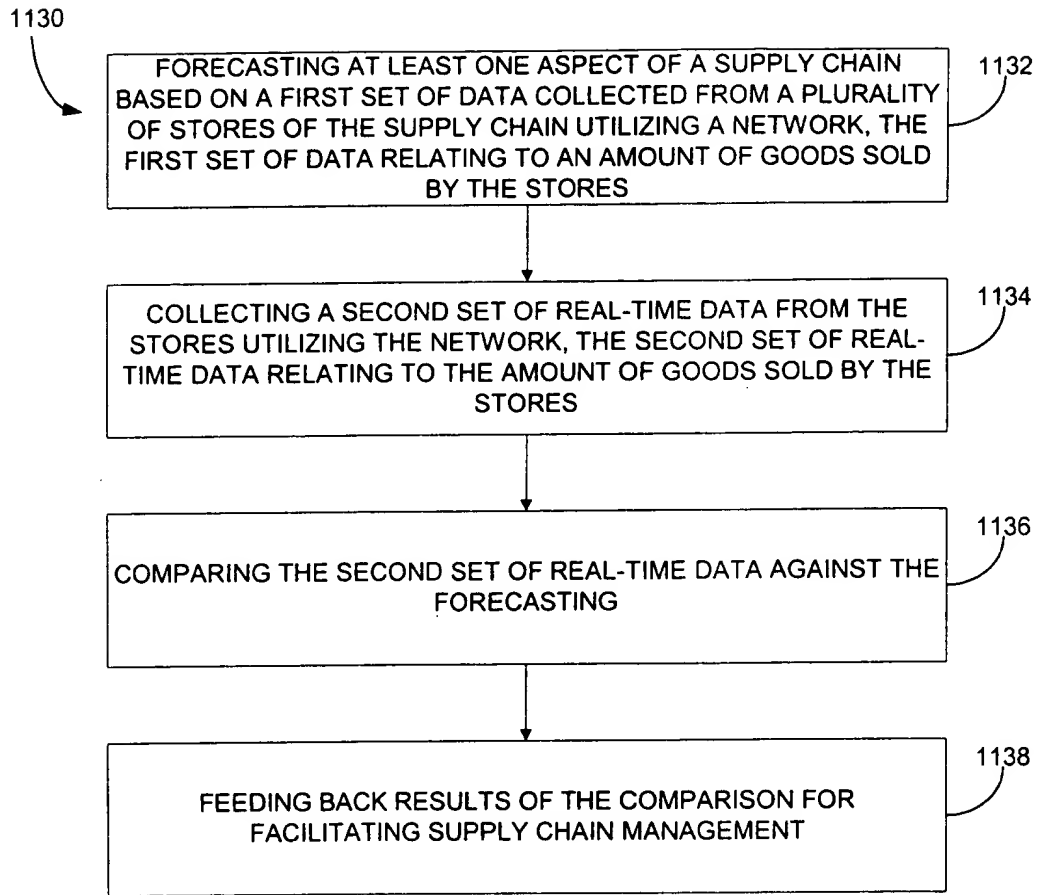 1130
FORECASTING AT LEAST ONE ASPECT OF A SUPPLY CHAIN
BASED ON A FIRST SET OF DATA COLLECTED FROM A PLURALITY
OF STORES OF THE SUPPLY CHAIN UTILIZING A NETWORK, THE
FIRST SET OF DATA RELATING TO AN AMOUNT OF GOODS SOLD
BY THE STORES
1132
COLLECTING A SECOND SET OF REAL-TIME DATA FROM THE
STORES UTILIZING THE NETWORK, THE SECOND SET OF REAL-
TIME DATA RELATING TO THE AMOUNT OF GOODS SOLD BY THE
STORES
1134
COMPARING THE SECOND SET OF REAL-TIME DATA AGAINST THE
FORECASTING
1136
FEEDING BACK RESULTS OF THE COMPARISON FOR
FACILITATING SUPPLY CHAIN MANAGEMENT
1138